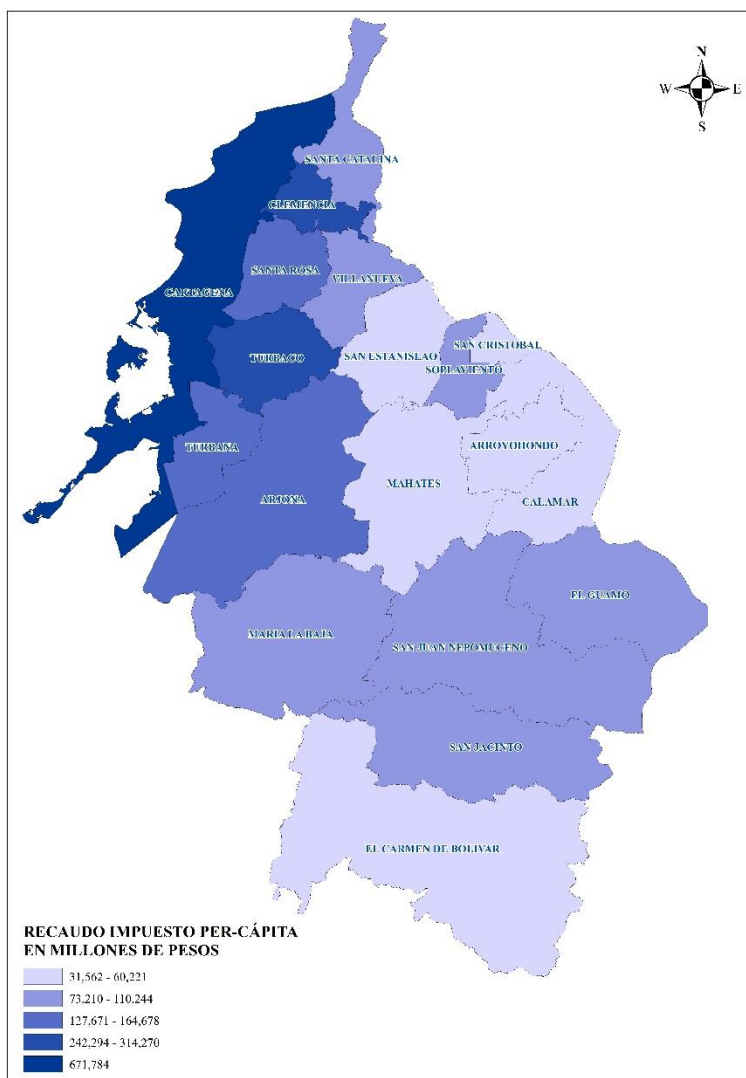 N
W E
S
SANTA CATALINA
CLEMENCIA
SANTA ROSA
VILLANUEVA
CARTAGENA
SAN CRISTOBAL
TURBACO
SAN ESTANISLAO
SOPLAVIENTO
TURBANA
ARROYOHONDO
MAHATES
ARJONA
CALAMAR
EL GUAMO
MARIA LA BAJA
SAN JUAN NEPOMUCENO
SAN JACINTO
EL CARMEN DE BOLIVAR
RECAUDO IMPUESTO PER-CÁPITA
EN MILLONES DE PESOS
31,562 - 60,221
73,210 - 110,244
127,671 - 164,678
242,294 - 314,270
671,784